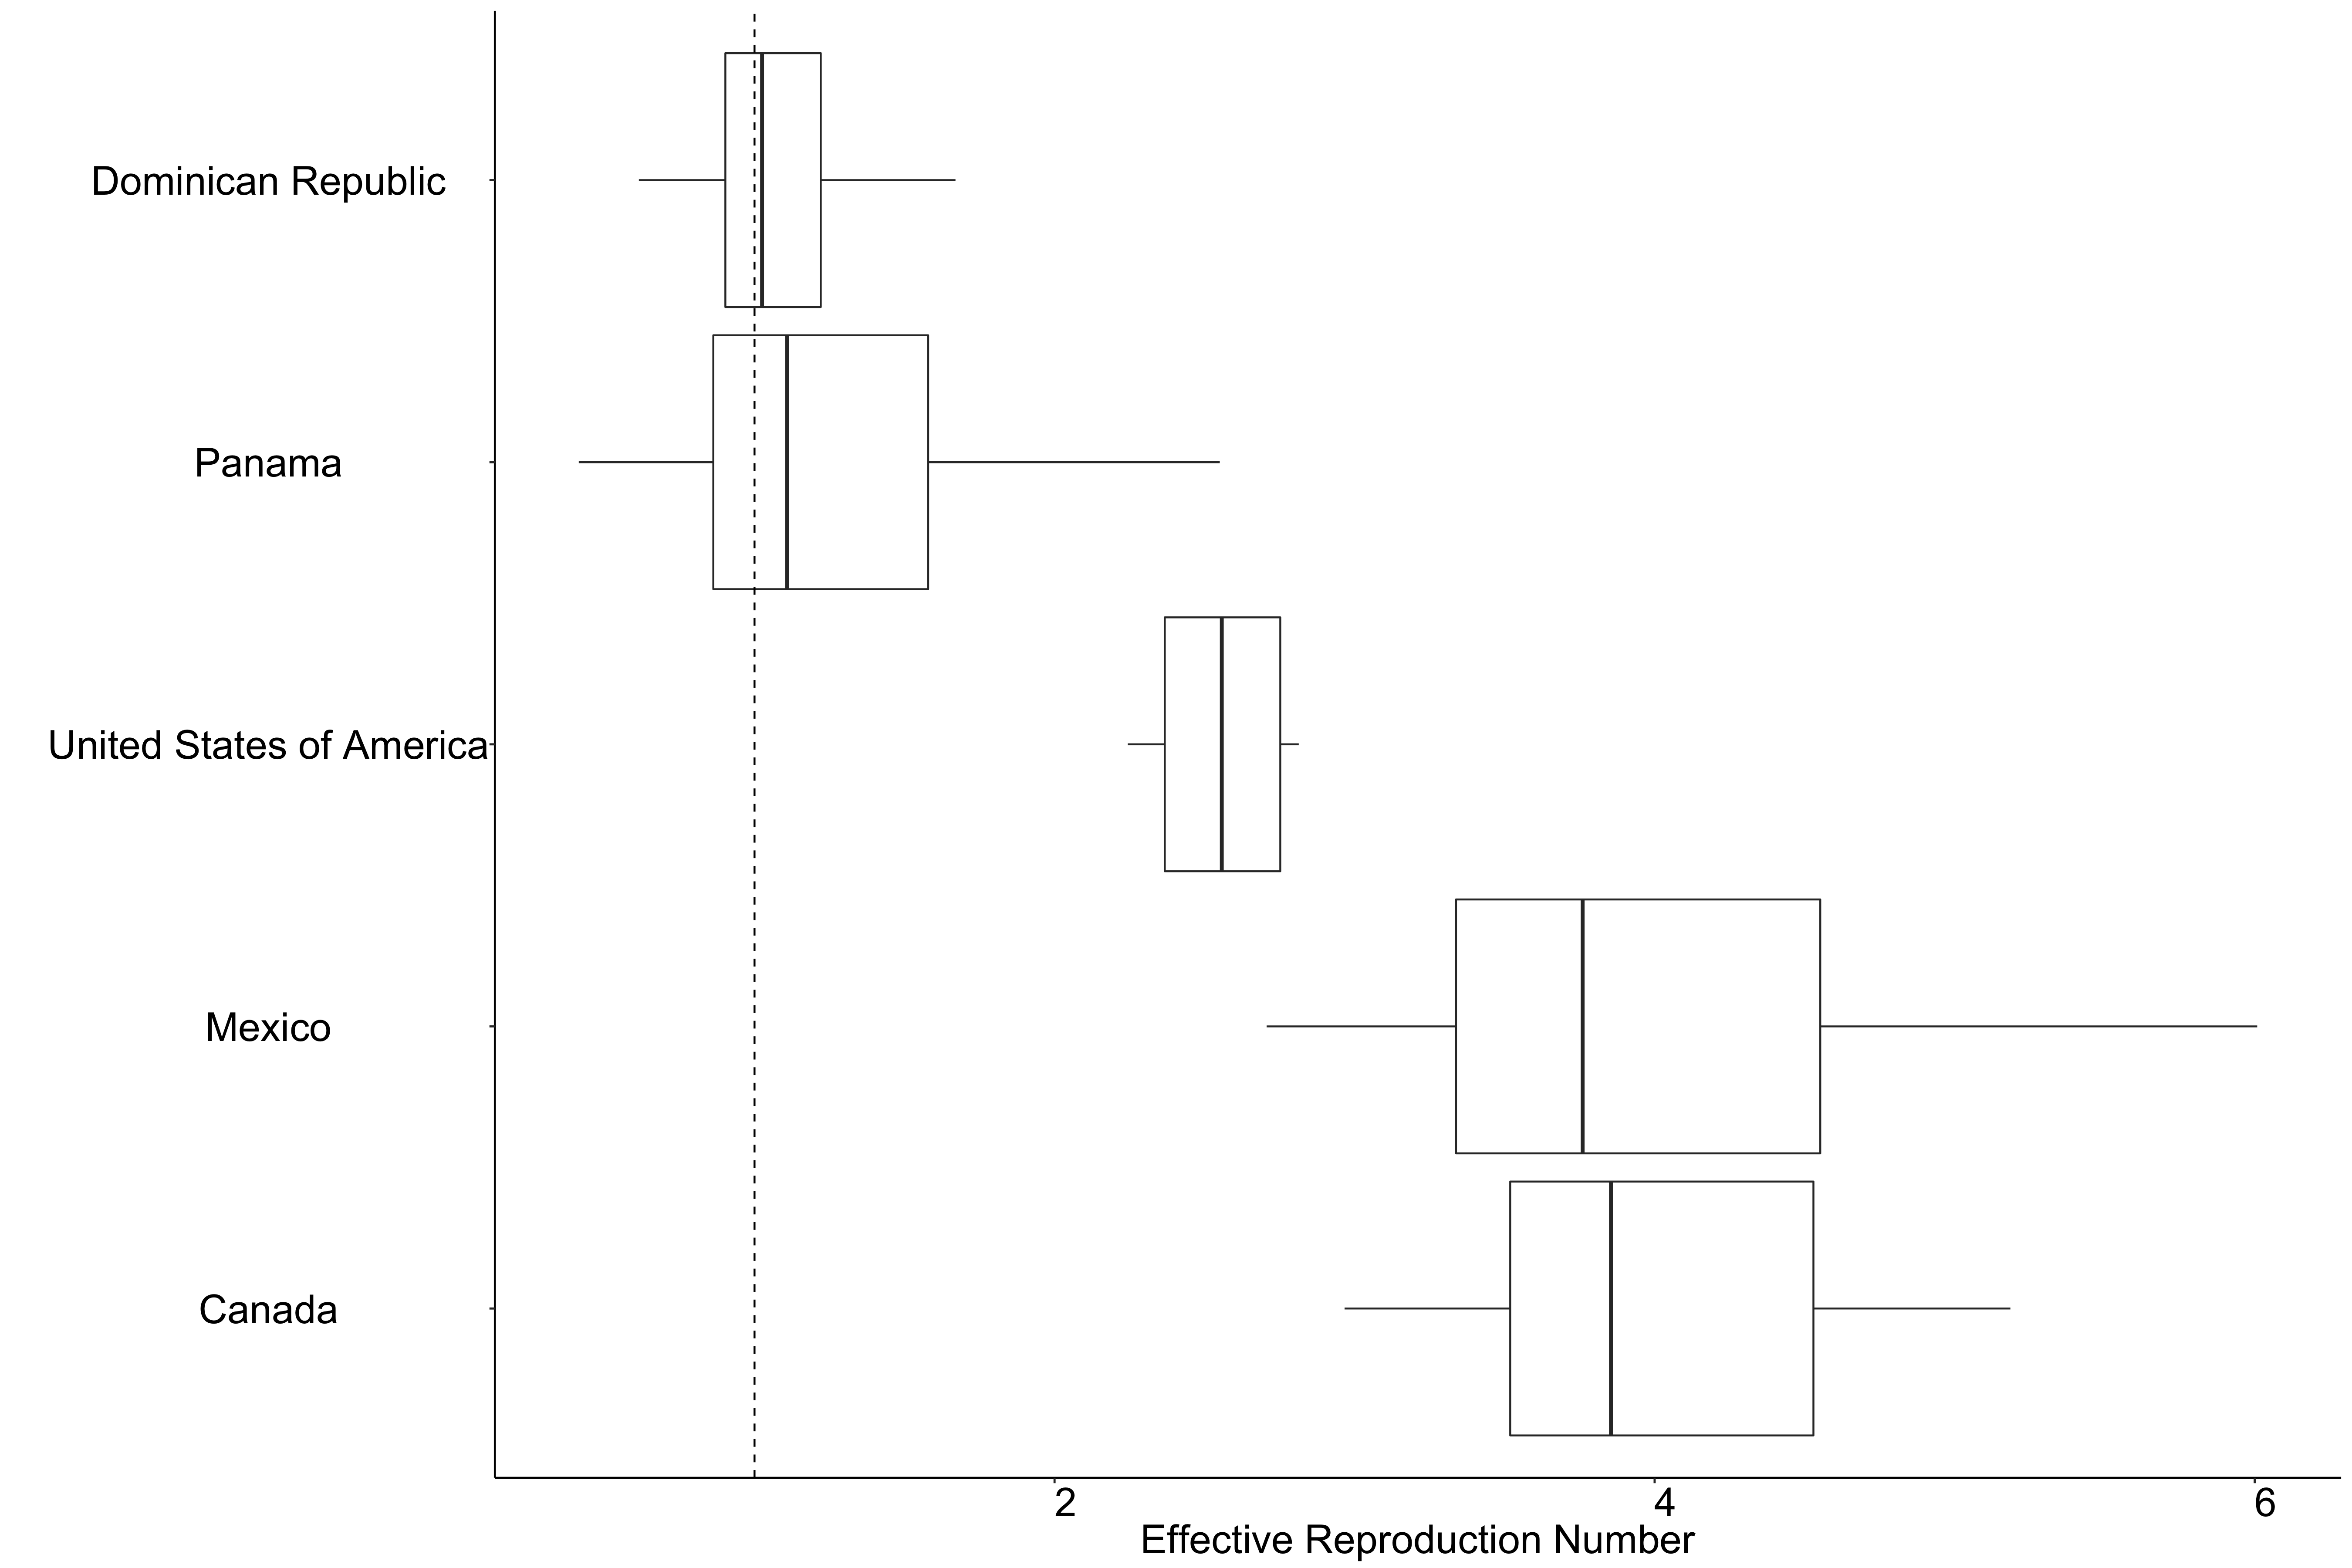 Dominican Republic
Panama
United States of America
Mexico
Canada
2 4 6
Effective Reproduction Number